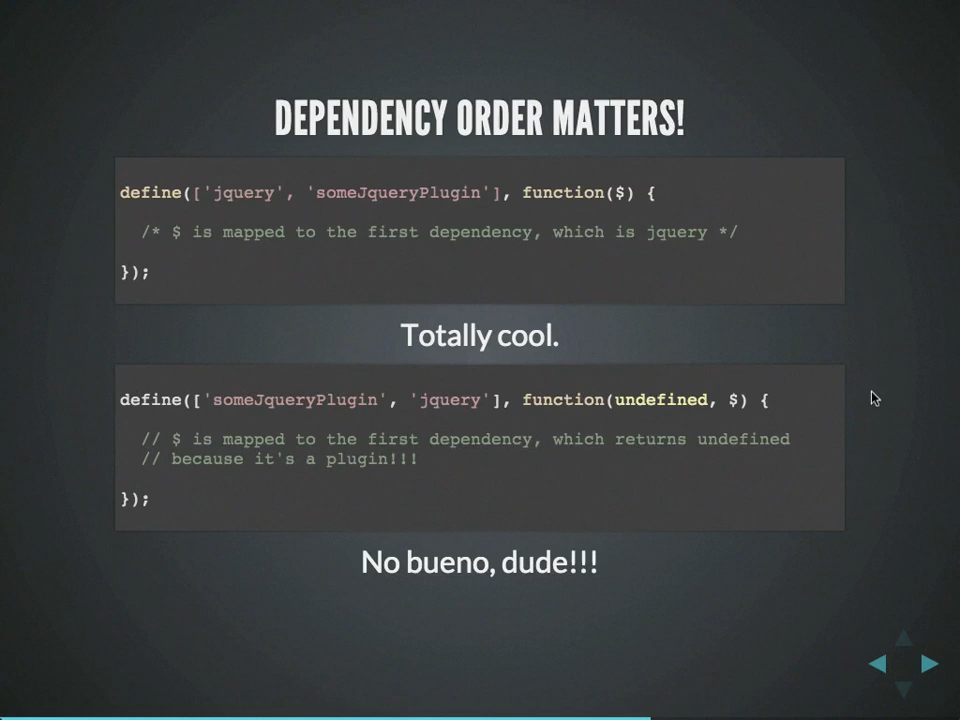 DEPENDENCY ORDER MATTERS!
define(['jquery', 'someJqueryPlugin'], function($) {
/* $ is mapped to the first dependency, which is jquery */
});
Totally cool.
define(['someJqueryPlugin', 'jquery'], function(undefined, $) {
// $ is mapped to the first dependency, which returns undefined
// because it's a plugin!!!
});
No bueno, dude!!!